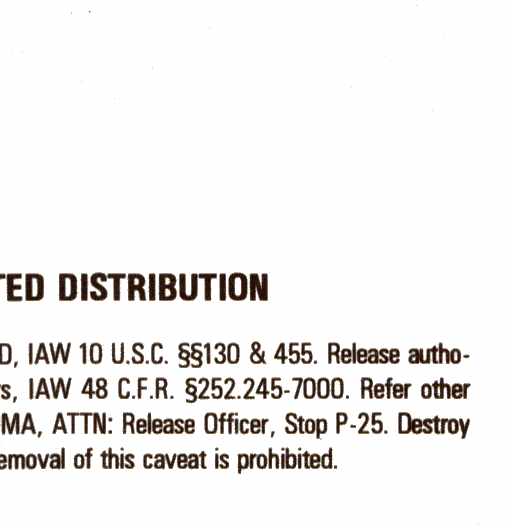 TED DISTRIBUTION
D, IAW 10 U.S.C. §§130 & 455. Release autho-
s, IAW 48 C.F.R. §252.245-7000. Refer other
MA, ATTN: Release Officer, Stop P-25. Destroy
emoval of this caveat is prohibited.